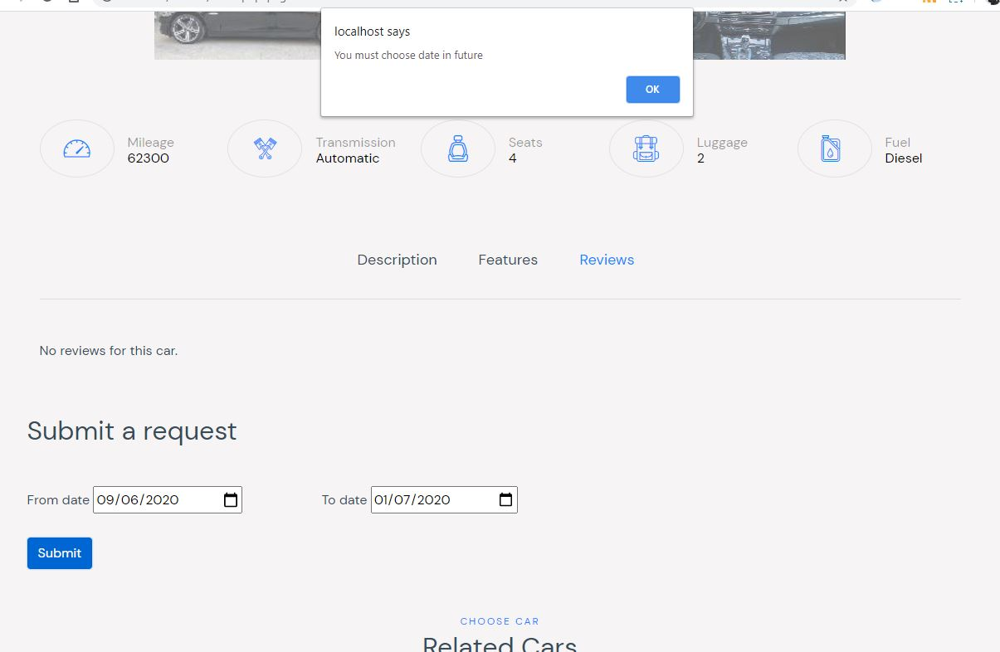 localhost says
You must choose date in future
OK
Mileage
62300
Transmission
Automatic
Seats
4
Luggage
2
Fuel
Diesel
Description Features Reviews
No reviews for this car.
Submit a request
From date 09/06/2020 To date 01/07/2020
Submit
CHOOSE CAR
Related Cars